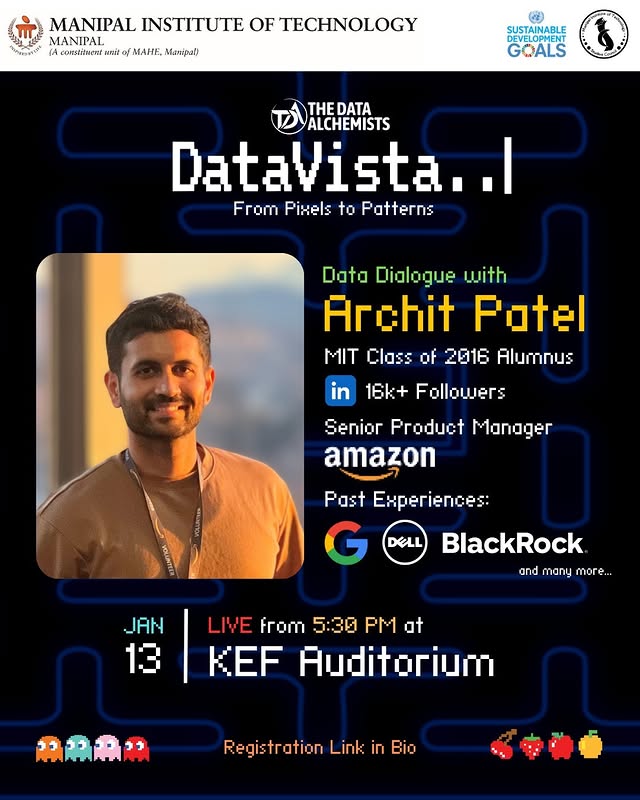 MANIPAL INSTITUTE OF TECHNOLOGY
MANIPAL
(A constituent unit of MAHE, Manipal)
SUSTAINABLE
DEVELOPMENT
GOALS
THE DATA
ALCHEMISTS
DataVista..|
From Pixels to Patterns
Data Dialogue with
Archit Patel
MIT Class of 2016 Alumnus
in 16k+ Followers
Senior Product Manager
amazon
Past Experiences:
G DELL BlackRock.
and many more...
VOLUNTEER
VOLUNTEER
JAN
13
LIVE from 5:30 PM at
KEF Auditorium
Registration Link in Bio